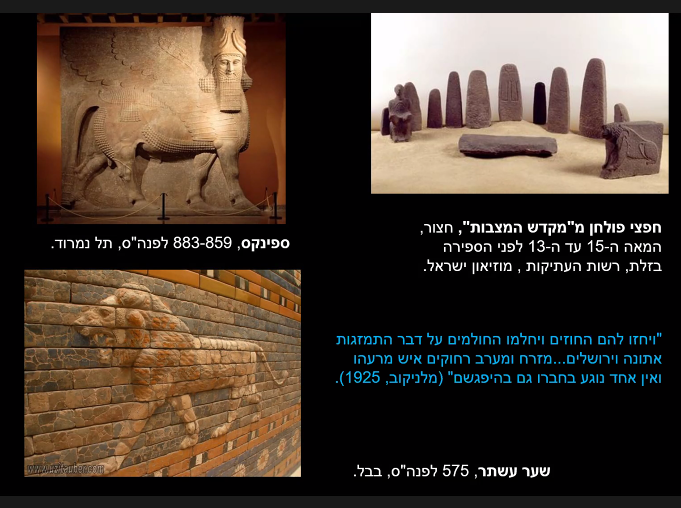 חפצי פולחן מ"מקדש המצבות", חצור,
המאה ה-15 עד ה-13 לפני הספירה
בזלת, רשות העתיקות , מוזיאון ישראל.
ספינקס, 883-859 לפנה"ס, תל נמרוד.
"ויחזו להם החוזים ויחלמו החולמים על דבר התמזגות
אתונה וירושלים...מזרח ומערב רחוקים איש מרעהו
ואין אחד נוגע בחברו גם בהיפגשם" (מלניקוב, 1925).
שער עשתר, 575 לפנה"ס, בבל.